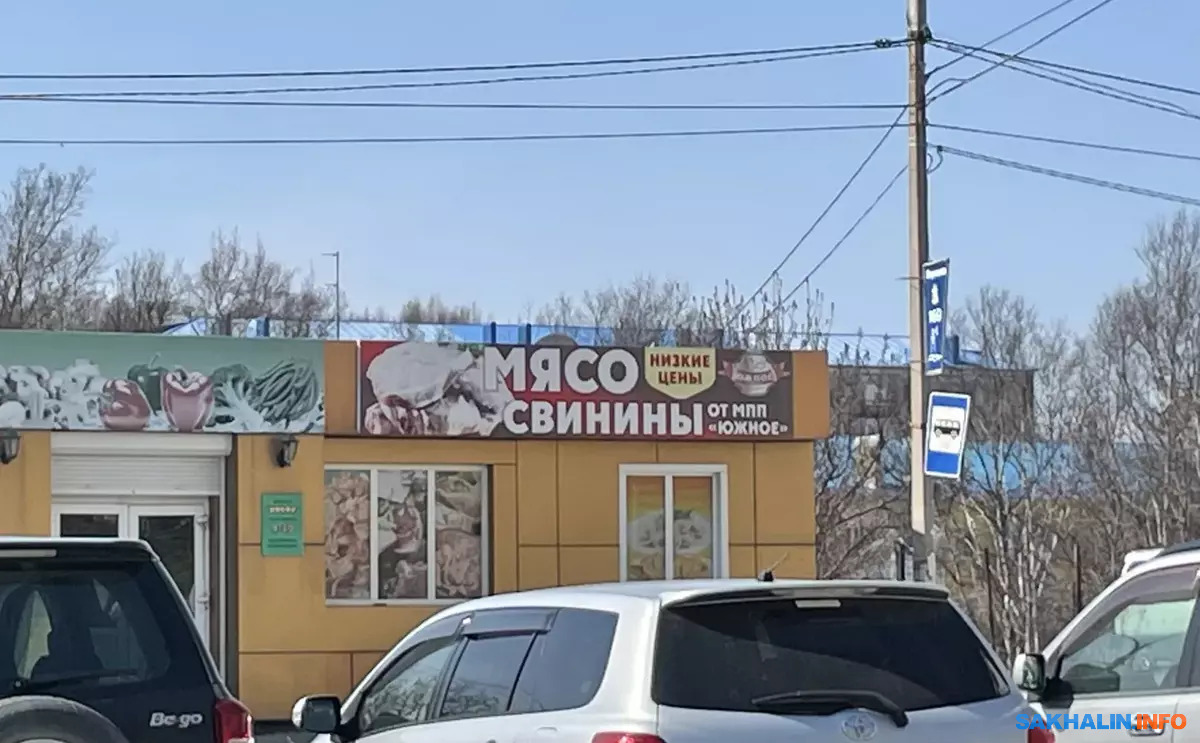 МЯСО
СВИНИНЫ
НИЗКИЕ
ЦЕНЫ
ОТ МПП
«ЮЖНОЕ»
Be-go
SAKHALIN.INFO